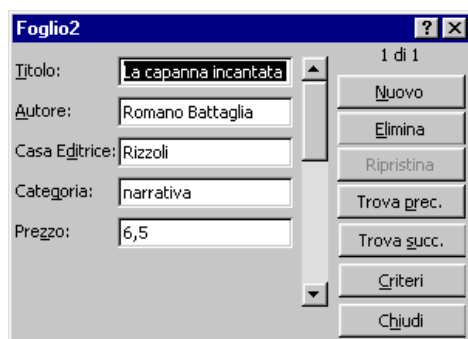 Foglio2
1 di 1
Titolo: La capanna incantata
Autore: Romano Battaglia
Casa Editrice: Rizzoli
Categoria: narrativa
Prezzo: 6,5
Nuovo
Elimina
Ripristina
Trova prec.
Trova succ.
Criteri
Chiudi